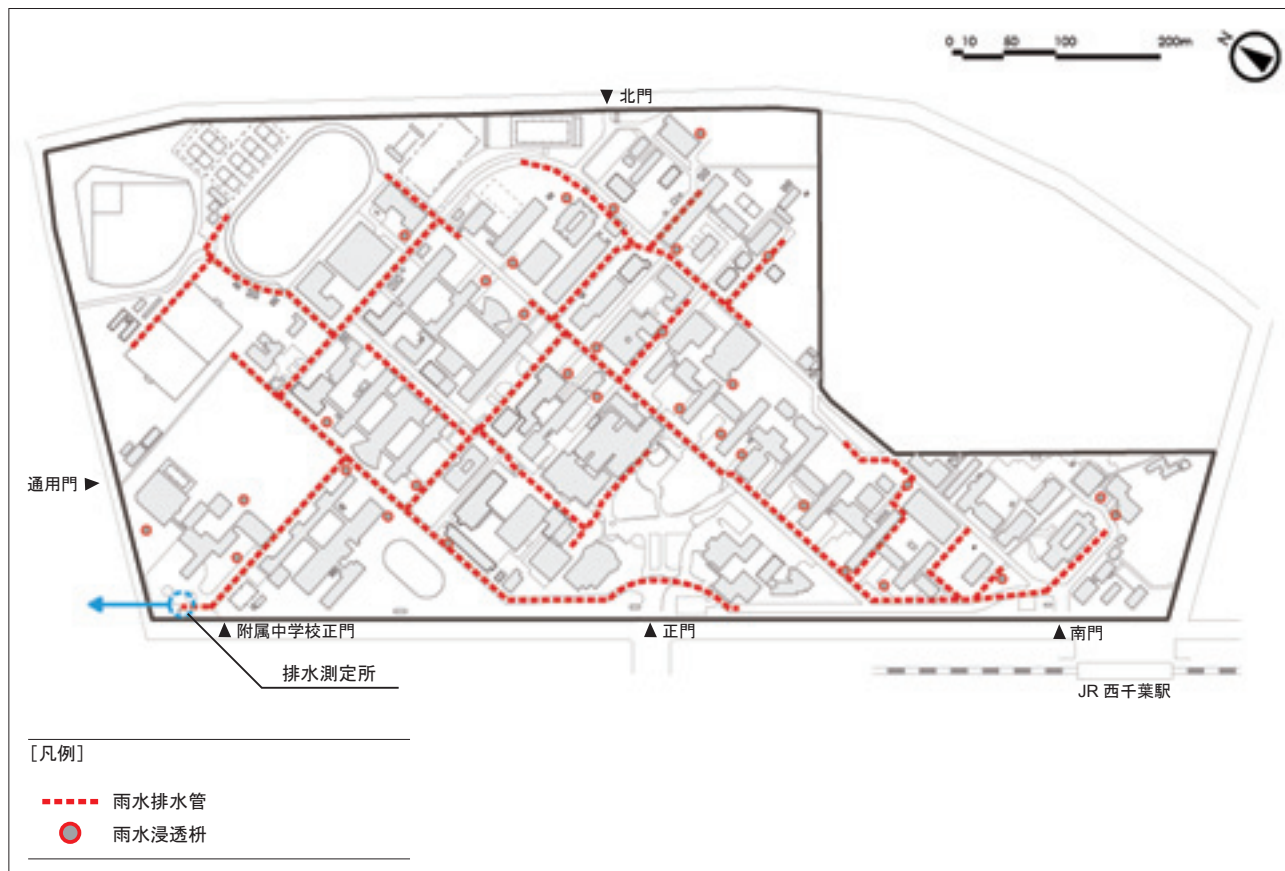 0 10 50 100 200m
N
▼ 北門
通用門 ▶
▲ 附属中学校正門
▲ 正門
▲ 南門
排水測定所
JR 西千葉駅
［凡例］
雨水排水管
雨水浸透枡